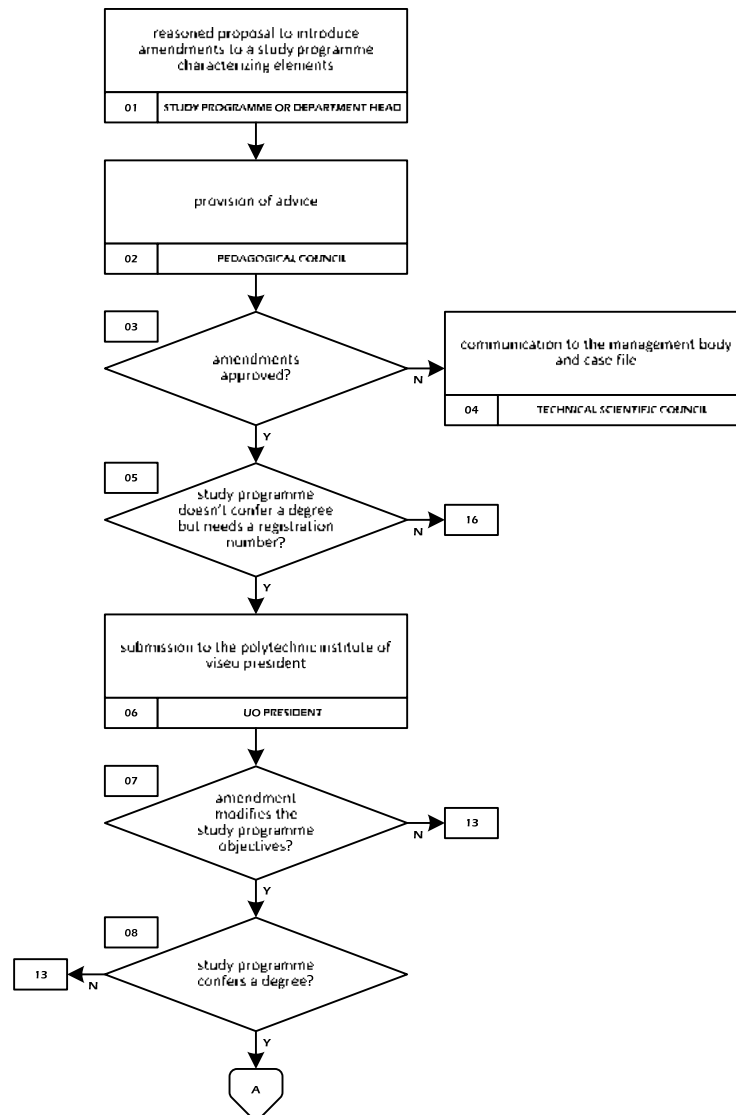 reasoned proposal to introduce
amendments to a study programme
characterizing elements
01 STUDY PROGRAMME OR DEPARTMENT HEAD
provision of advice
02 PEDAGOGICAL COUNCIL
03
amendments
approved?
N
communication to the management body
and case file
04 TECHNICAL SCIENTIFIC COUNCIL
Y
05
study programme
doesn't confer a degree
but needs a registration
number?
N
16
Y
submission to the polytechnic institute of
viseu president
06 UO PRESIDENT
07
amendment
modifies the
study programme
objectives?
N
13
Y
08
study programme
confers a degree?
13
N
Y
A